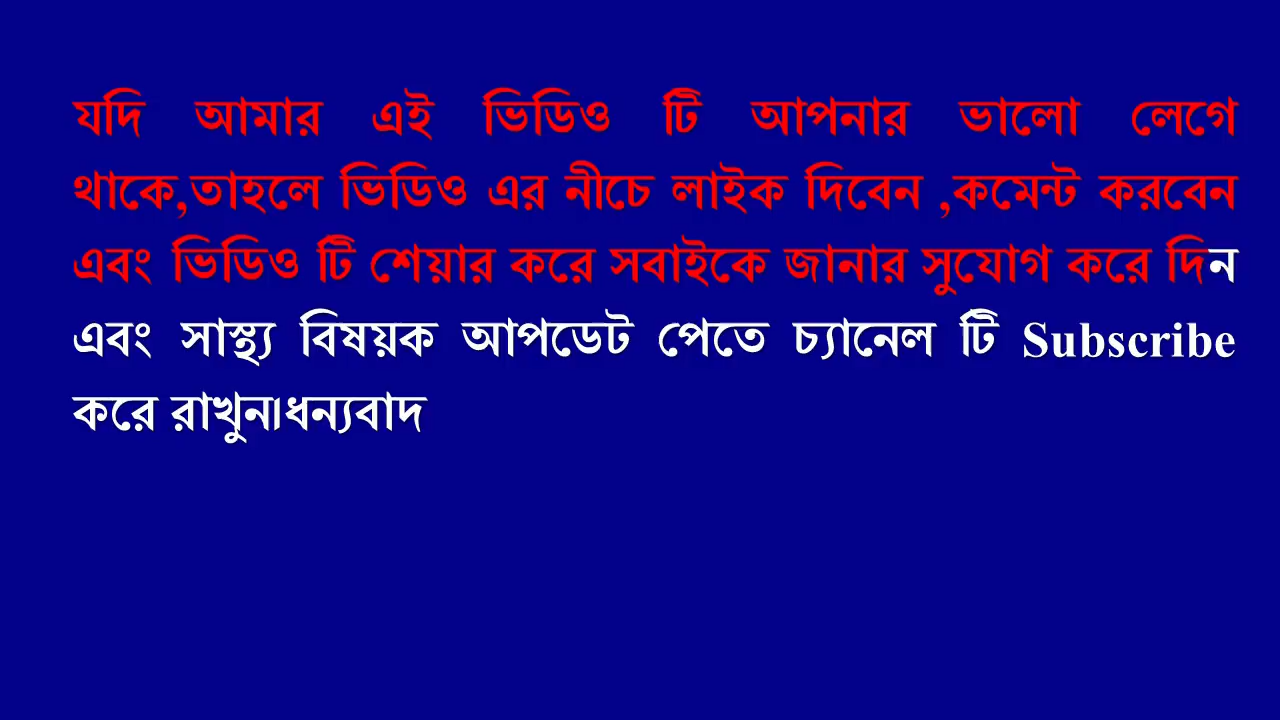 যদি আমার এই ভিডিও টি আপনার ভালো লেগে
থাকে,তাহলে ভিডিও এর নীচে লাইক দিবেন ,কমেন্ট করবেন
এবং ভিডিও টি শেয়ার করে সবাইকে জানার সুযোগ করে দিন
এবং সাস্থ্য বিষয়ক আপডেট পেতে চ্যানেল টি Subscribe
করে রাখুন।ধন্যবাদ